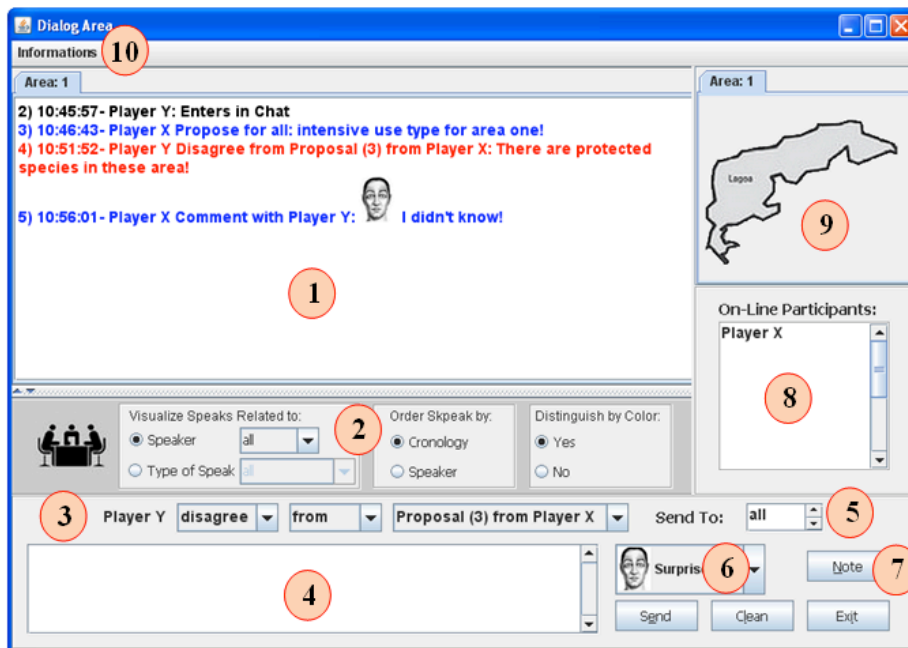 Dialog Area
Informations 10
Area: 1
2) 10:45:57- Player Y: Enters in Chat
3) 10:46:43- Player X Propose for all: intensive use type for area one!
4) 10:51:52- Player Y Disagree from Proposal (3) from Player X: There are protected
species in these area!
5) 10:56:01- Player X Comment with Player Y: I didn't know!
1
Area: 1
Lagoa
9
On-Line Participants:
Player X
8
Visualize Speaks Related to:
Speaker all
Type of Speak all
2
Order Skpeak by:
Cronology
Speaker
Distinguish by Color:
Yes
No
3 Player Y disagree from Proposal (3) from Player X Send To: all 5
4
Surpris 6
Note 7
Send Clean Exit